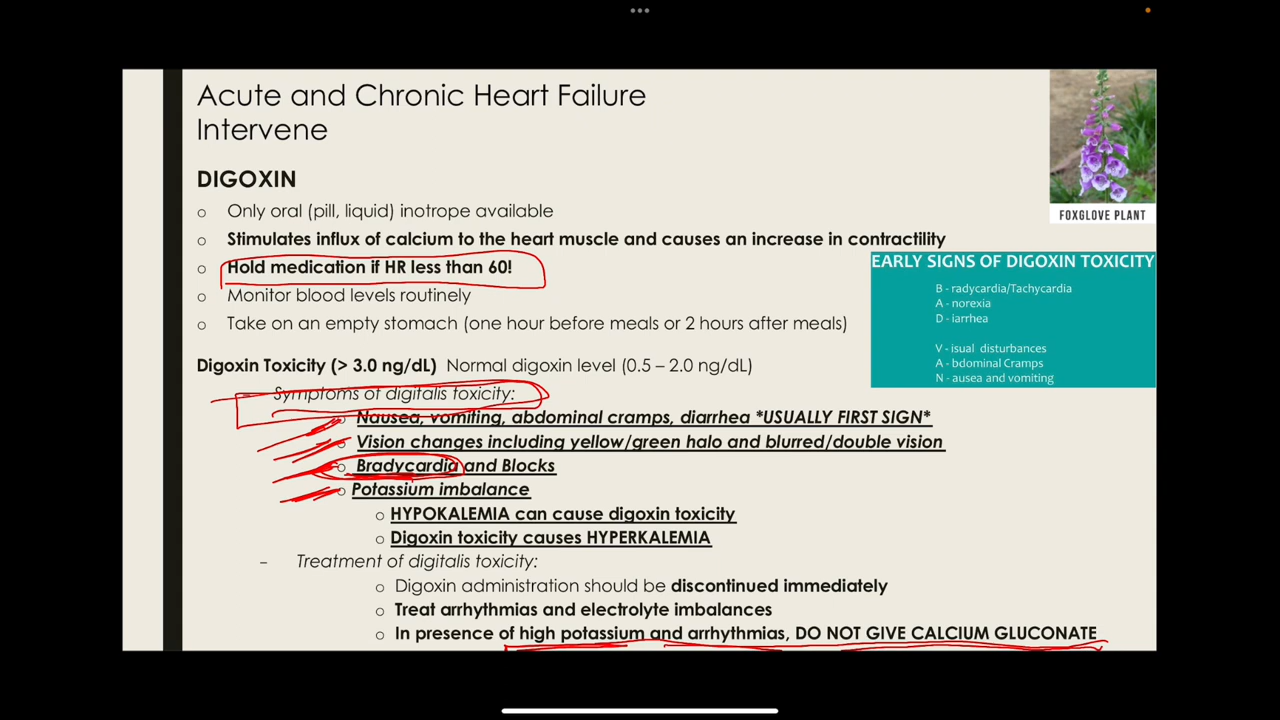 Acute and Chronic Heart Failure
Intervene
FOXGLOVE PLANT
DIGOXIN
Only oral (pill, liquid) inotrope available
Stimulates influx of calcium to the heart muscle and causes an increase in contractility
Hold medication if HR less than 60!
Monitor blood levels routinely
Take on an empty stomach (one hour before meals or 2 hours after meals)
EARLY SIGNS OF DIGOXIN TOXICITY
B - radycardia/Tachycardia
A - norexia
D - iarrhea
V - isual disturbances
A - bdominal Cramps
N - ausea and vomiting
Digoxin Toxicity (> 3.0 ng/dL) Normal digoxin level (0.5 – 2.0 ng/dL)
Symptoms of digitalis toxicity:
Nausea, vomiting, abdominal cramps, diarrhea *USUALLY FIRST SIGN*
Vision changes including yellow/green halo and blurred/double vision
Bradycardia and Blocks
Potassium imbalance
HYPOKALEMIA can cause digoxin toxicity
Digoxin toxicity causes HYPERKALEMIA
- Treatment of digitalis toxicity:
Digoxin administration should be discontinued immediately
Treat arrhythmias and electrolyte imbalances
In presence of high potassium and arrhythmias, DO NOT GIVE CALCIUM GLUCONATE